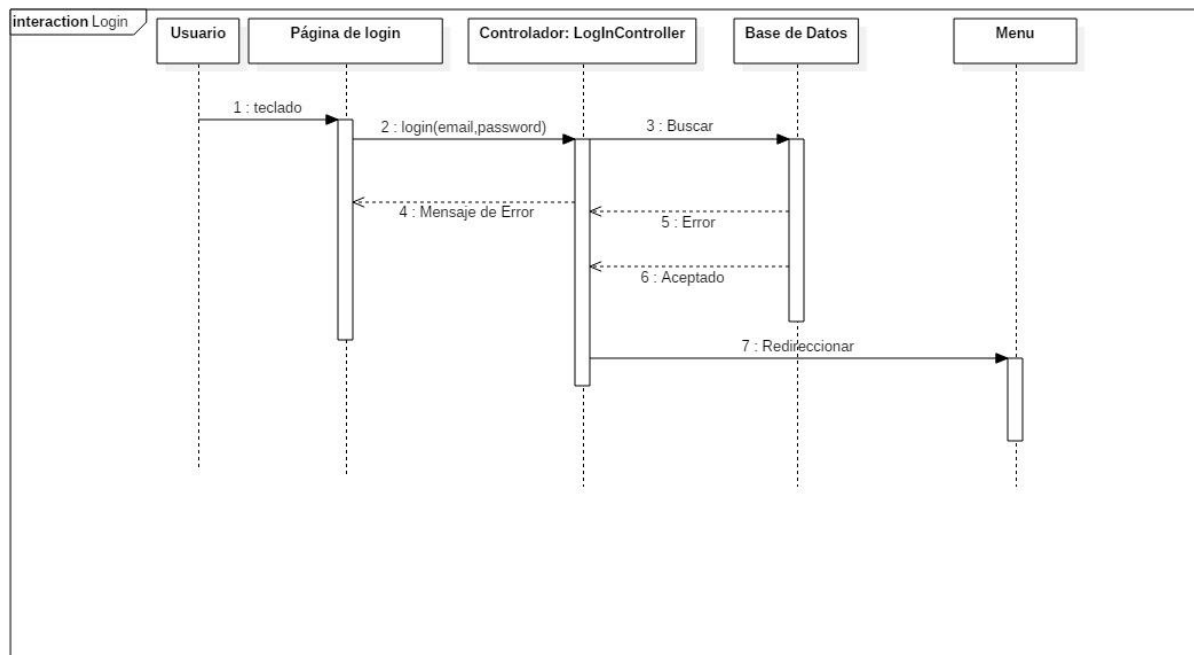 interaction Login
Usuario
Página de login
Controlador: LogInController
Base de Datos
Menu
1 : teclado
2 : login(email,password)
3 : Buscar
4 : Mensaje de Error
5 : Error
6 : Aceptado
7 : Redireccionar